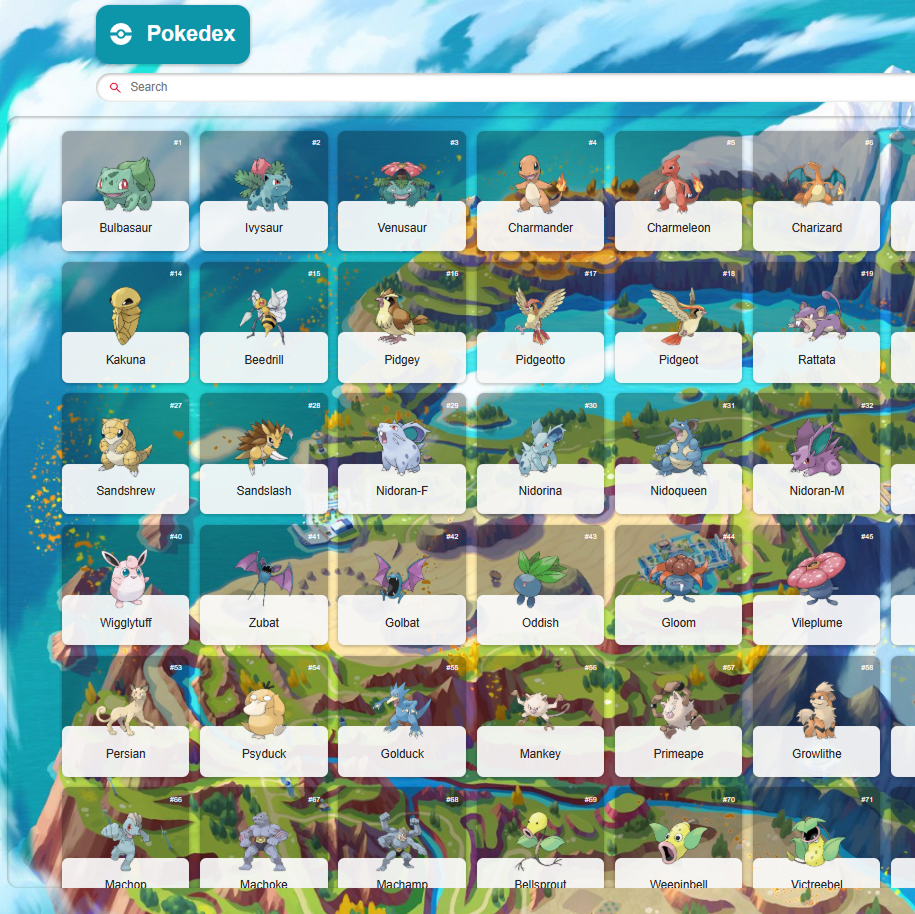 Pokedex
Search
#1 #2 #3 #4 #5 #6
Bulbasaur Ivysaur Venusaur Charmander Charmeleon Charizard
#14 #15 #16 #17 #18 #19
Kakuna Beedrill Pidgey Pidgeotto Pidgeot Rattata
#27 #28 #29 #30 #31 #32
Sandshrew Sandslash Nidoran-F Nidorina Nidoqueen Nidoran-M
#40 #41 #42 #43 #44 #45
Wigglytuff Zubat Golbat Oddish Gloom Vileplume
#53 #54 #55 #56 #57 #58
Persian Psyduck Golduck Mankey Primeape Growlithe
#66 #67 #68 #69 #70 #71
Machop Machoke Machamp Bellsprout Weepinbell Victreebel